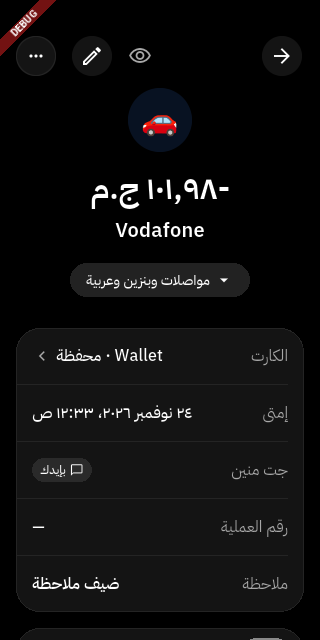 DEBUG
-١٠١,٩٨ ج.م
Vodafone
مواصلات وبنزين وعربية
الكارت
Wallet · محفظة
إمتى
٢٤ نوفمبر ٢٠٢٦، ١٢:٣٣ ص
جت منين
بإيدك
رقم العملية
—
ملاحظة
ضيف ملاحظة